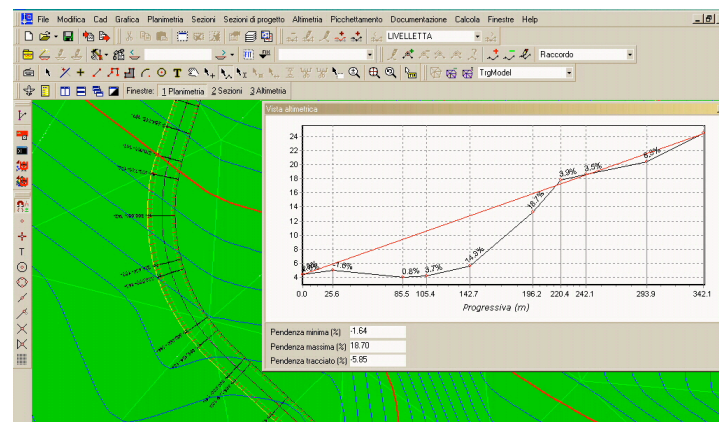 File Modifica Cad Grafica Planimetria Sezioni Sezioni di progetto Altimetria Picchettamento Documentazione Calcola Finestre Help
LIVELLETTA
Raccordo
TrgModel
Finestre: 1 Planimetria 2 Sezioni 3 Altimetria
Vista altimetrica
24
22
20
18
16
14
12
10
8
6
4
-1.6%
0.8%
3.7%
14.3%
18.7%
3.9%
3.5%
0.0 25.6 85.5 105.4 142.7 196.2 220.4 242.1 293.9 342.1
Progressiva (m)
Pendenza minima (%) -1.64
Pendenza massima (%) 18.70
Pendenza tracciato (%) -5.85